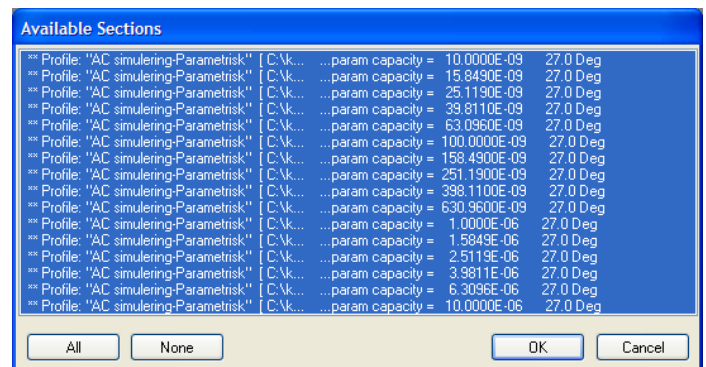 Available Sections
** Profile: "AC simulering-Parametrisk" [ C:\k... ...param capacity = 10.0000E-09 27.0 Deg
** Profile: "AC simulering-Parametrisk" [ C:\k... ...param capacity = 15.8490E-09 27.0 Deg
** Profile: "AC simulering-Parametrisk" [ C:\k... ...param capacity = 25.1190E-09 27.0 Deg
** Profile: "AC simulering-Parametrisk" [ C:\k... ...param capacity = 39.8110E-09 27.0 Deg
** Profile: "AC simulering-Parametrisk" [ C:\k... ...param capacity = 63.0960E-09 27.0 Deg
** Profile: "AC simulering-Parametrisk" [ C:\k... ...param capacity = 100.0000E-09 27.0 Deg
** Profile: "AC simulering-Parametrisk" [ C:\k... ...param capacity = 158.4900E-09 27.0 Deg
** Profile: "AC simulering-Parametrisk" [ C:\k... ...param capacity = 251.1900E-09 27.0 Deg
** Profile: "AC simulering-Parametrisk" [ C:\k... ...param capacity = 398.1100E-09 27.0 Deg
** Profile: "AC simulering-Parametrisk" [ C:\k... ...param capacity = 630.9600E-09 27.0 Deg
** Profile: "AC simulering-Parametrisk" [ C:\k... ...param capacity = 1.0000E-06 27.0 Deg
** Profile: "AC simulering-Parametrisk" [ C:\k... ...param capacity = 1.5849E-06 27.0 Deg
** Profile: "AC simulering-Parametrisk" [ C:\k... ...param capacity = 2.5119E-06 27.0 Deg
** Profile: "AC simulering-Parametrisk" [ C:\k... ...param capacity = 3.9811E-06 27.0 Deg
** Profile: "AC simulering-Parametrisk" [ C:\k... ...param capacity = 6.3096E-06 27.0 Deg
** Profile: "AC simulering-Parametrisk" [ C:\k... ...param capacity = 10.0000E-06 27.0 Deg
All None OK Cancel